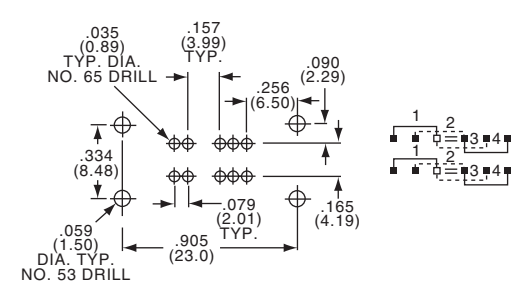 .035
(0.89)
TYP. DIA.
NO. 65 DRILL
.157
(3.99)
TYP.
.256
(6.50)
.090
(2.29)
.334
(8.48)
.079
(2.01)
TYP.
.165
(4.19)
.059
(1.50)
DIA. TYP.
NO. 53 DRILL
.905
(23.0)
1 2 3 4
1 2 3 4